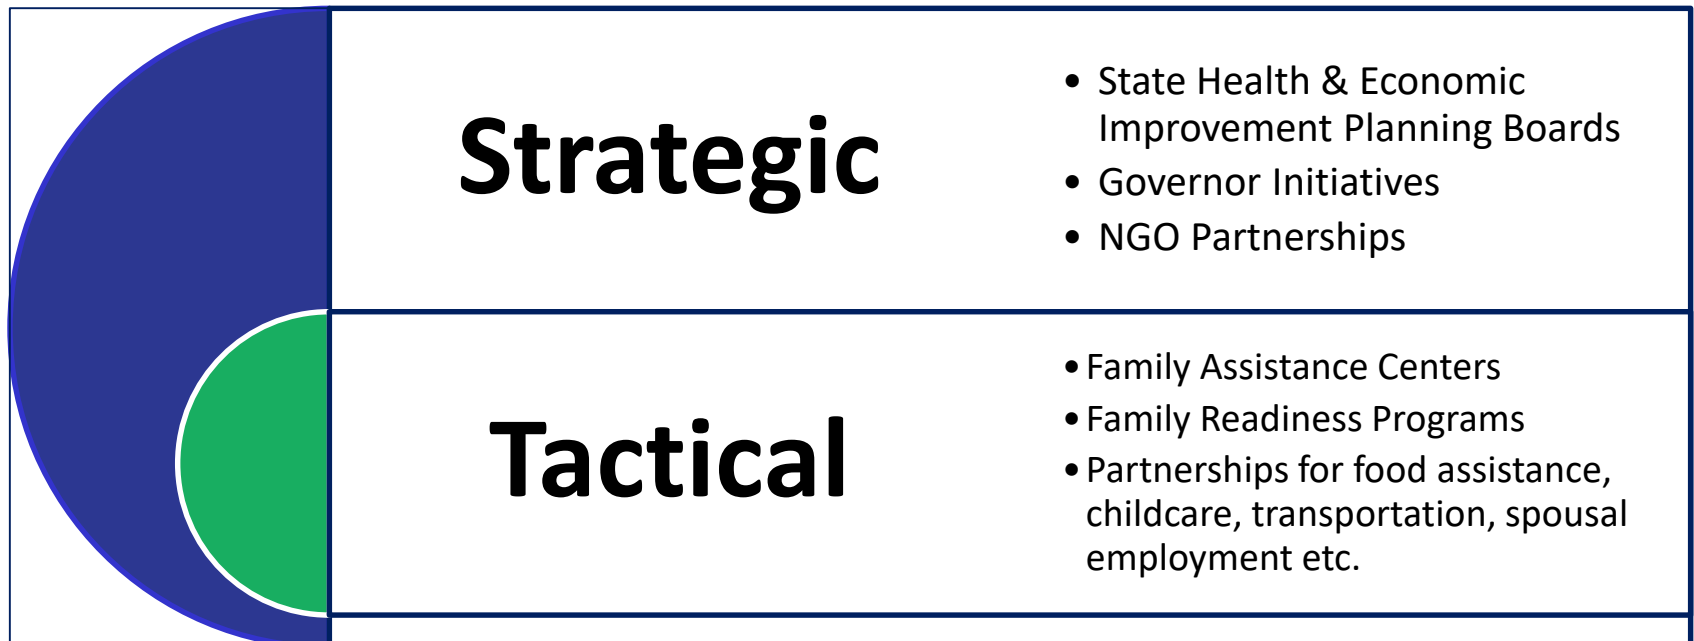 Strategic
• State Health & Economic
Improvement Planning Boards
• Governor Initiatives
• NGO Partnerships
Tactical
• Family Assistance Centers
• Family Readiness Programs
• Partnerships for food assistance,
childcare, transportation, spousal
employment etc.